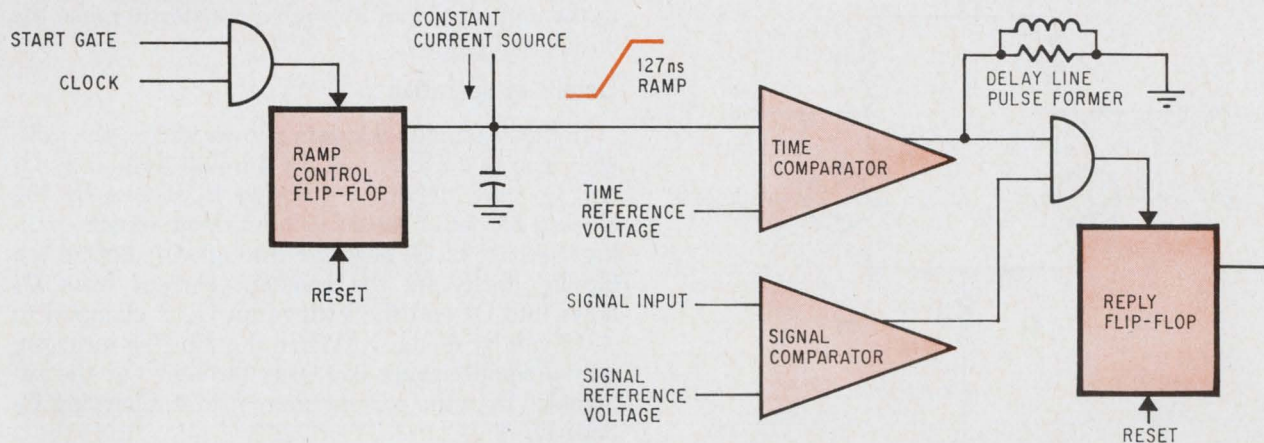 START GATE
CLOCK
RAMP
CONTROL
FLIP-FLOP
RESET
CONSTANT
CURRENT SOURCE
127ns
RAMP
TIME
COMPARATOR
TIME
REFERENCE
VOLTAGE
SIGNAL INPUT
SIGNAL
COMPARATOR
SIGNAL
REFERENCE
VOLTAGE
DELAY LINE
PULSE FORMER
REPLY
FLIP-FLOP
RESET